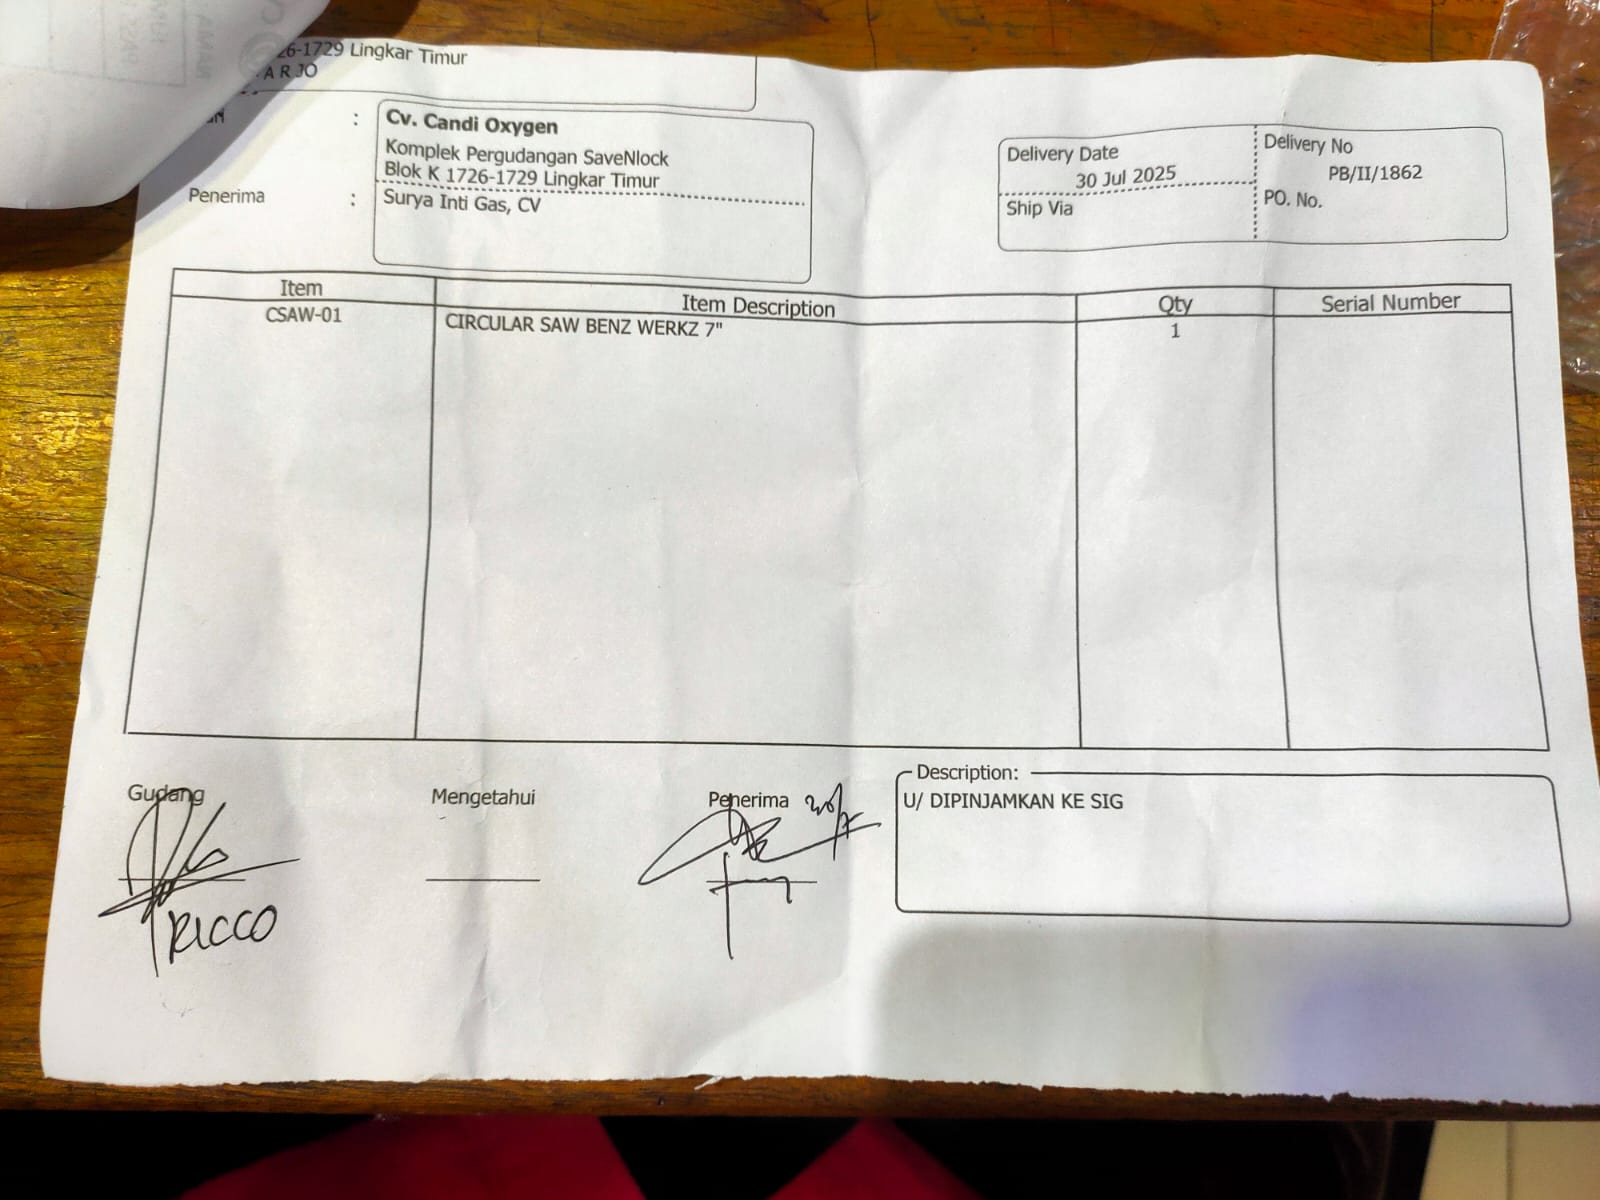 26-1729 Lingkar Timur
ARJO
:
Cv. Candi Oxygen
Komplek Pergudangan SaveNlock
Blok K 1726-1729 Lingkar Timur
Penerima : Surya Inti Gas, CV
Delivery Date
30 Jul 2025
Ship Via
Delivery No
PB/II/1862
PO. No.
Item Item Description Qty Serial Number
CSAW-01 CIRCULAR SAW BENZ WERKZ 7" 1
Gudang Mengetahui Penerima
RICCO
Description:
U/ DIPINJAMKAN KE SIG